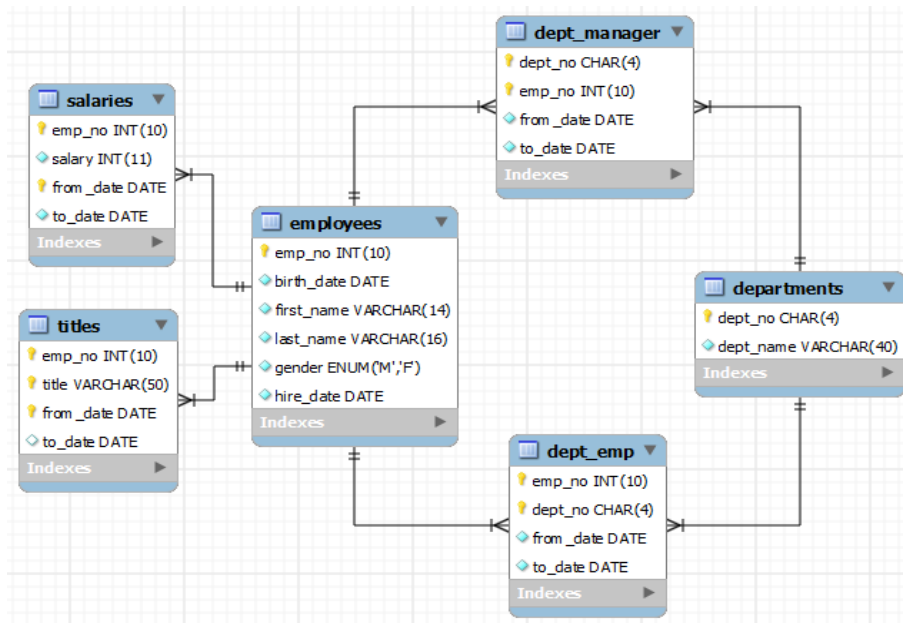 dept_manager
dept_no CHAR(4)
emp_no INT(10)
from_date DATE
to_date DATE
Indexes
salaries
emp_no INT(10)
salary INT(11)
from_date DATE
to_date DATE
Indexes
employees
emp_no INT(10)
birth_date DATE
first_name VARCHAR(14)
last_name VARCHAR(16)
gender ENUM('M','F')
hire_date DATE
Indexes
departments
dept_no CHAR(4)
dept_name VARCHAR(40)
Indexes
titles
emp_no INT(10)
title VARCHAR(50)
from_date DATE
to_date DATE
Indexes
dept_emp
emp_no INT(10)
dept_no CHAR(4)
from_date DATE
to_date DATE
Indexes